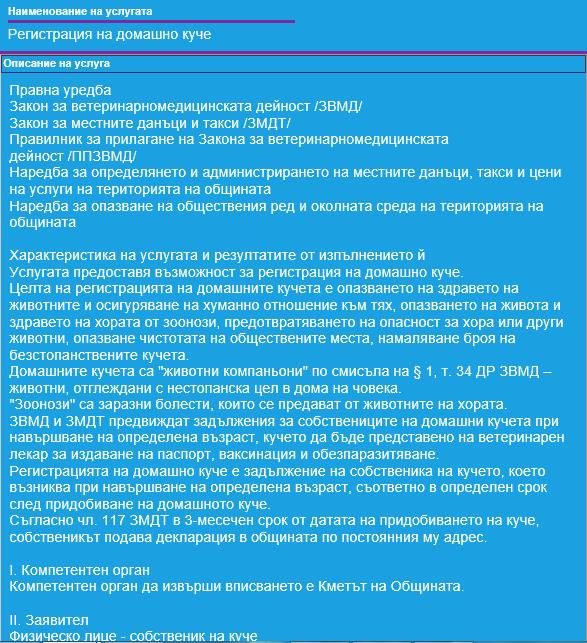 Наименование на услугата
Регистрация на домашно куче
Описание на услуга
Правна уредба
Закон за ветеринарномедицинската дейност /ЗВМД/
Закон за местните данъци и такси /ЗМДТ/
Правилник за прилагане на Закона за ветеринарномедицинската
дейност /ППЗВМД/
Наредба за определянето и администрирането на местните данъци, такси и цени
на услуги на територията на общината
Наредба за опазване на обществения ред и околната среда на територията на
общината
Характеристика на услугата и резултатите от изпълнението й
Услугата предоставя възможност за регистрация на домашно куче.
Целта на регистрацията на домашните кучета е опазването на здравето на
животните и осигуряване на хуманно отношение към тях, опазването на живота и
здравето на хората от зоонози, предотвратяването на опасност за хора или други
животни, опазване чистотата на обществените места, намаляване броя на
безстопанствените кучета.
Домашните кучета са "животни компаньони" по смисъла на § 1, т. 34 ДР ЗВМД –
животни, отглеждани с нестопанска цел в дома на човека.
"Зоонози" са заразни болести, които се предават от животните на хората.
ЗВМД и ЗМДТ предвиждат задължения за собствениците на домашни кучета при
навършване на определена възраст, кучето да бъде представено на ветеринарен
лекар за издаване на паспорт, ваксинация и обезпаразитяване.
Регистрацията на домашно куче е задължение на собственика на кучето, което
възниква при навършване на определена възраст, съответно в определен срок
след придобиване на домашното куче.
Съгласно чл. 117 ЗМДТ в 3-месечен срок от датата на придобиването на куче,
собственикът подава декларация в общината по постоянния му адрес.
I. Компетентен орган
Компетентен орган да извърши вписването е Кметът на Общината.
II. Заявител
Физическо лице - собственик на куче